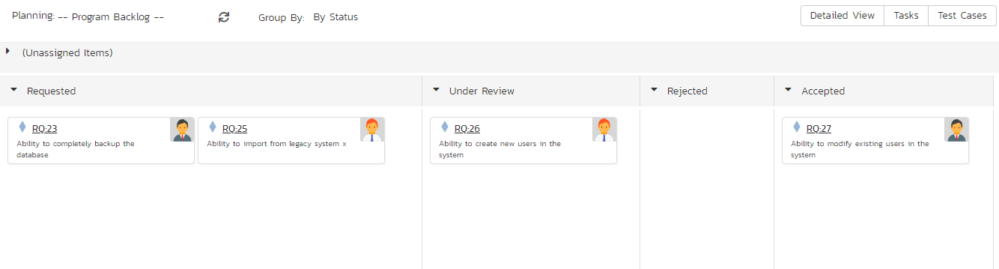 Planning: -- Program Backlog --
Group By: By Status
Detailed View
Tasks
Test Cases
(Unassigned Items)
Requested
Under Review
Rejected
Accepted
RQ:23
Ability to completely backup the
database
RQ:25
Ability to import from legacy system x
RQ:26
Ability to create new users in the
system
RQ:27
Ability to modify existing users in the
system